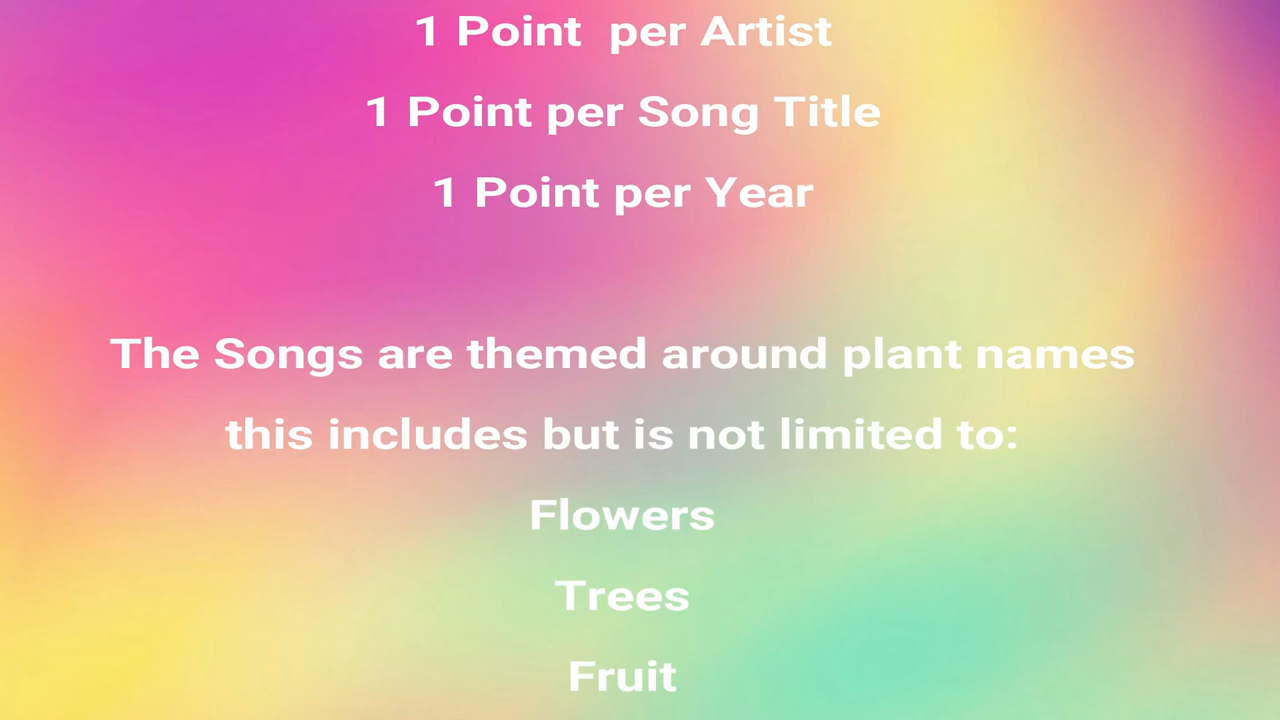 1 Point  per Artist
1 Point per Song Title
1 Point per Year
The Songs are themed around plant names
this includes but is not limited to:
Flowers
Trees
Fruit